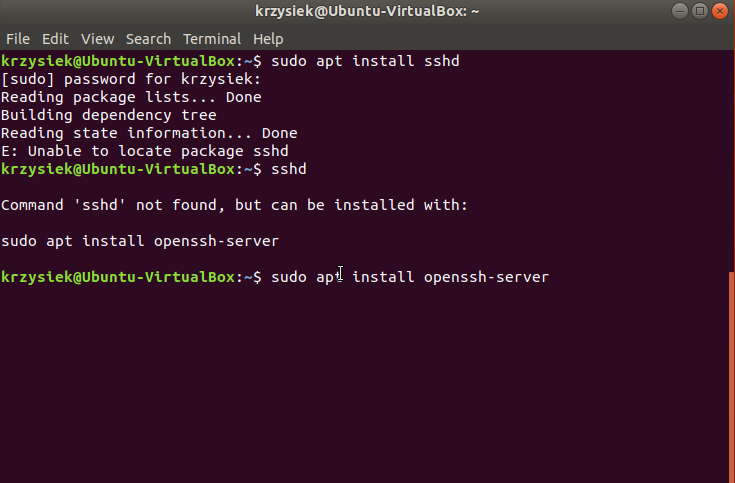 krzysiek@Ubuntu-VirtualBox: ~
File Edit View Search Terminal Help
krzysiek@Ubuntu-VirtualBox:~$ sudo apt install sshd
[sudo] password for krzysiek:
Reading package lists... Done
Building dependency tree
Reading state information... Done
E: Unable to locate package sshd
krzysiek@Ubuntu-VirtualBox:~$ sshd
Command 'sshd' not found, but can be installed with:
sudo apt install openssh-server
krzysiek@Ubuntu-VirtualBox:~$ sudo apt install openssh-server